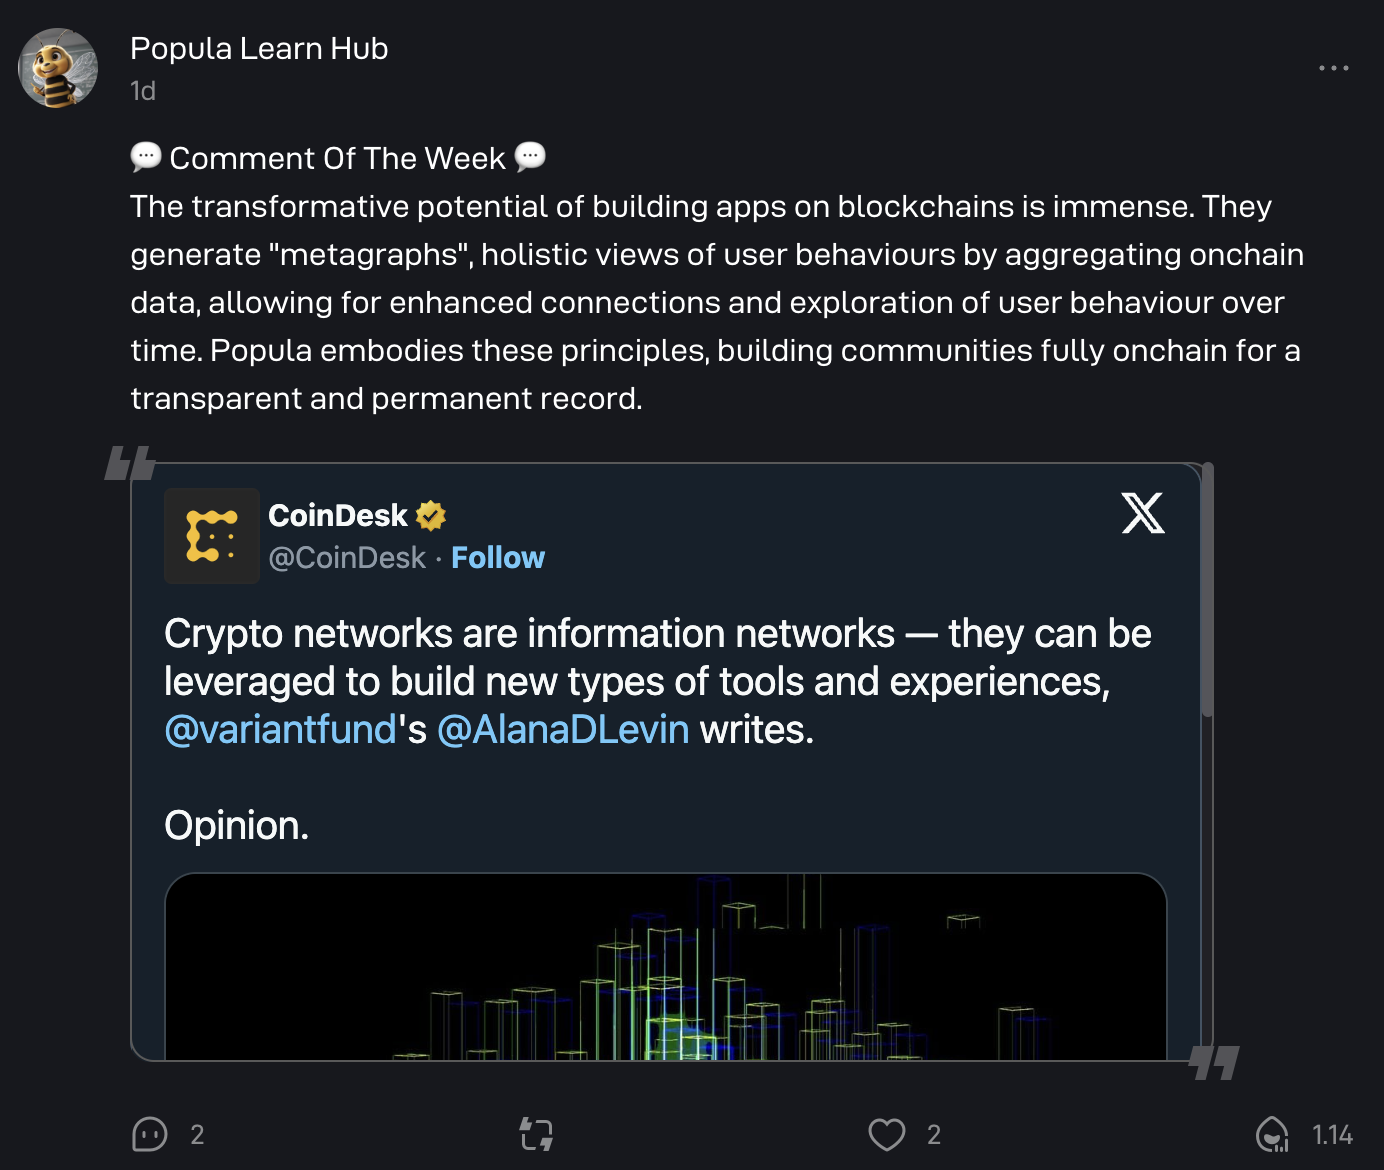 Popula Learn Hub
1d
💬 Comment Of The Week 💬
The transformative potential of building apps on blockchains is immense. They
generate "metagraphs", holistic views of user behaviours by aggregating onchain
data, allowing for enhanced connections and exploration of user behaviour over
time. Popula embodies these principles, building communities fully onchain for a
transparent and permanent record.
CoinDesk
@CoinDesk · Follow
Crypto networks are information networks — they can be
leveraged to build new types of tools and experiences,
@variantfund's @AlanaDLevin writes.
Opinion.
2
2
1.14